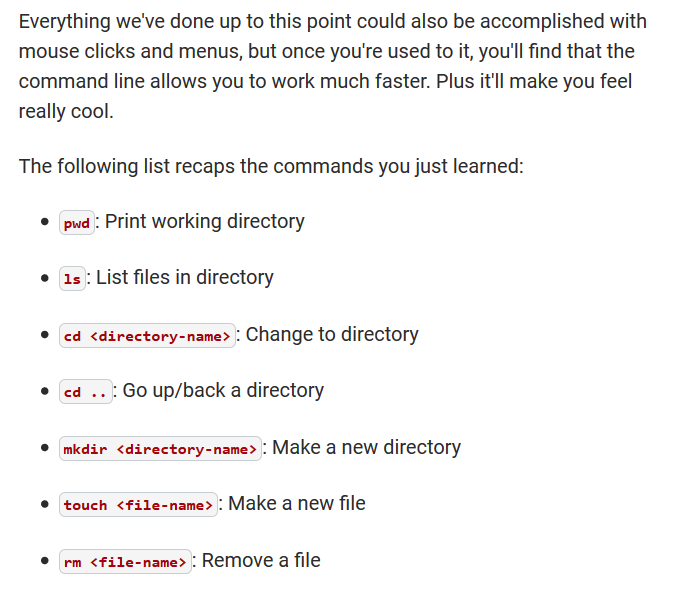 Everything we've done up to this point could also be accomplished with
mouse clicks and menus, but once you're used to it, you'll find that the
command line allows you to work much faster. Plus it'll make you feel
really cool.
The following list recaps the commands you just learned:
• pwd: Print working directory
• ls: List files in directory
• cd <directory-name>: Change to directory
• cd ..: Go up/back a directory
• mkdir <directory-name>: Make a new directory
• touch <file-name>: Make a new file
• rm <file-name>: Remove a file